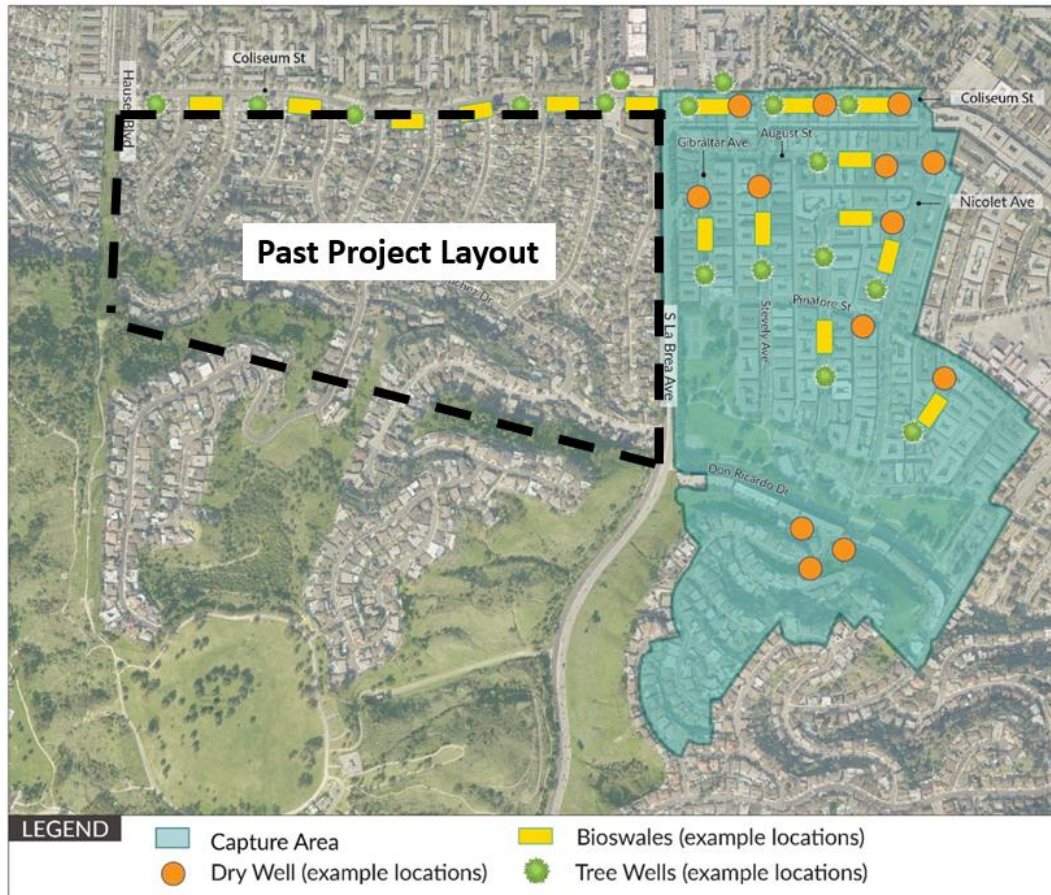 Coliseum St
Hauser Blvd
Coliseum St
Gibraltar Ave
August St
Nicolet Ave
Past Project Layout
Pinafore St
Stevely Ave
S La Brea Ave
Don Ricardo Dr
LEGEND
Capture Area
Bioswales (example locations)
Dry Well (example locations)
Tree Wells (example locations)